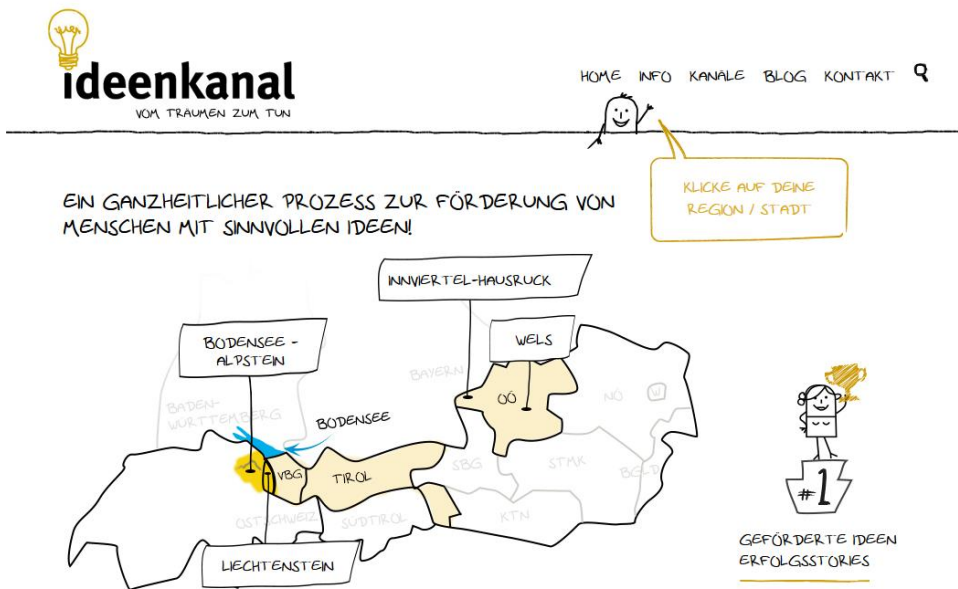 ideenkanal
VOM TRÄUMEN ZUM TUN
HOME INFO KANÄLE BLOG KONTAKT
KLICKE AUF DEINE
REGION / STADT
EIN GANZHEITLICHER PROZESS ZUR FÖRDERUNG VON
MENSCHEN MIT SINNVOLLEN IDEEN!
INNVIERTEL-HAUSRUCK
BODENSEE -
ALPSTEIN
WELS
BAYERN
OÖ
NÖ
W
BADEN-
WÜRTTEMBERG
BODENSEE
VBG
TIROL
SBG
STMK
BGLD
OSTSCHWEIZ
SÜDTIROL
KTN
LIECHTENSTEIN
#1
GEFÖRDERTE IDEEN
ERFOLGSSTORIES